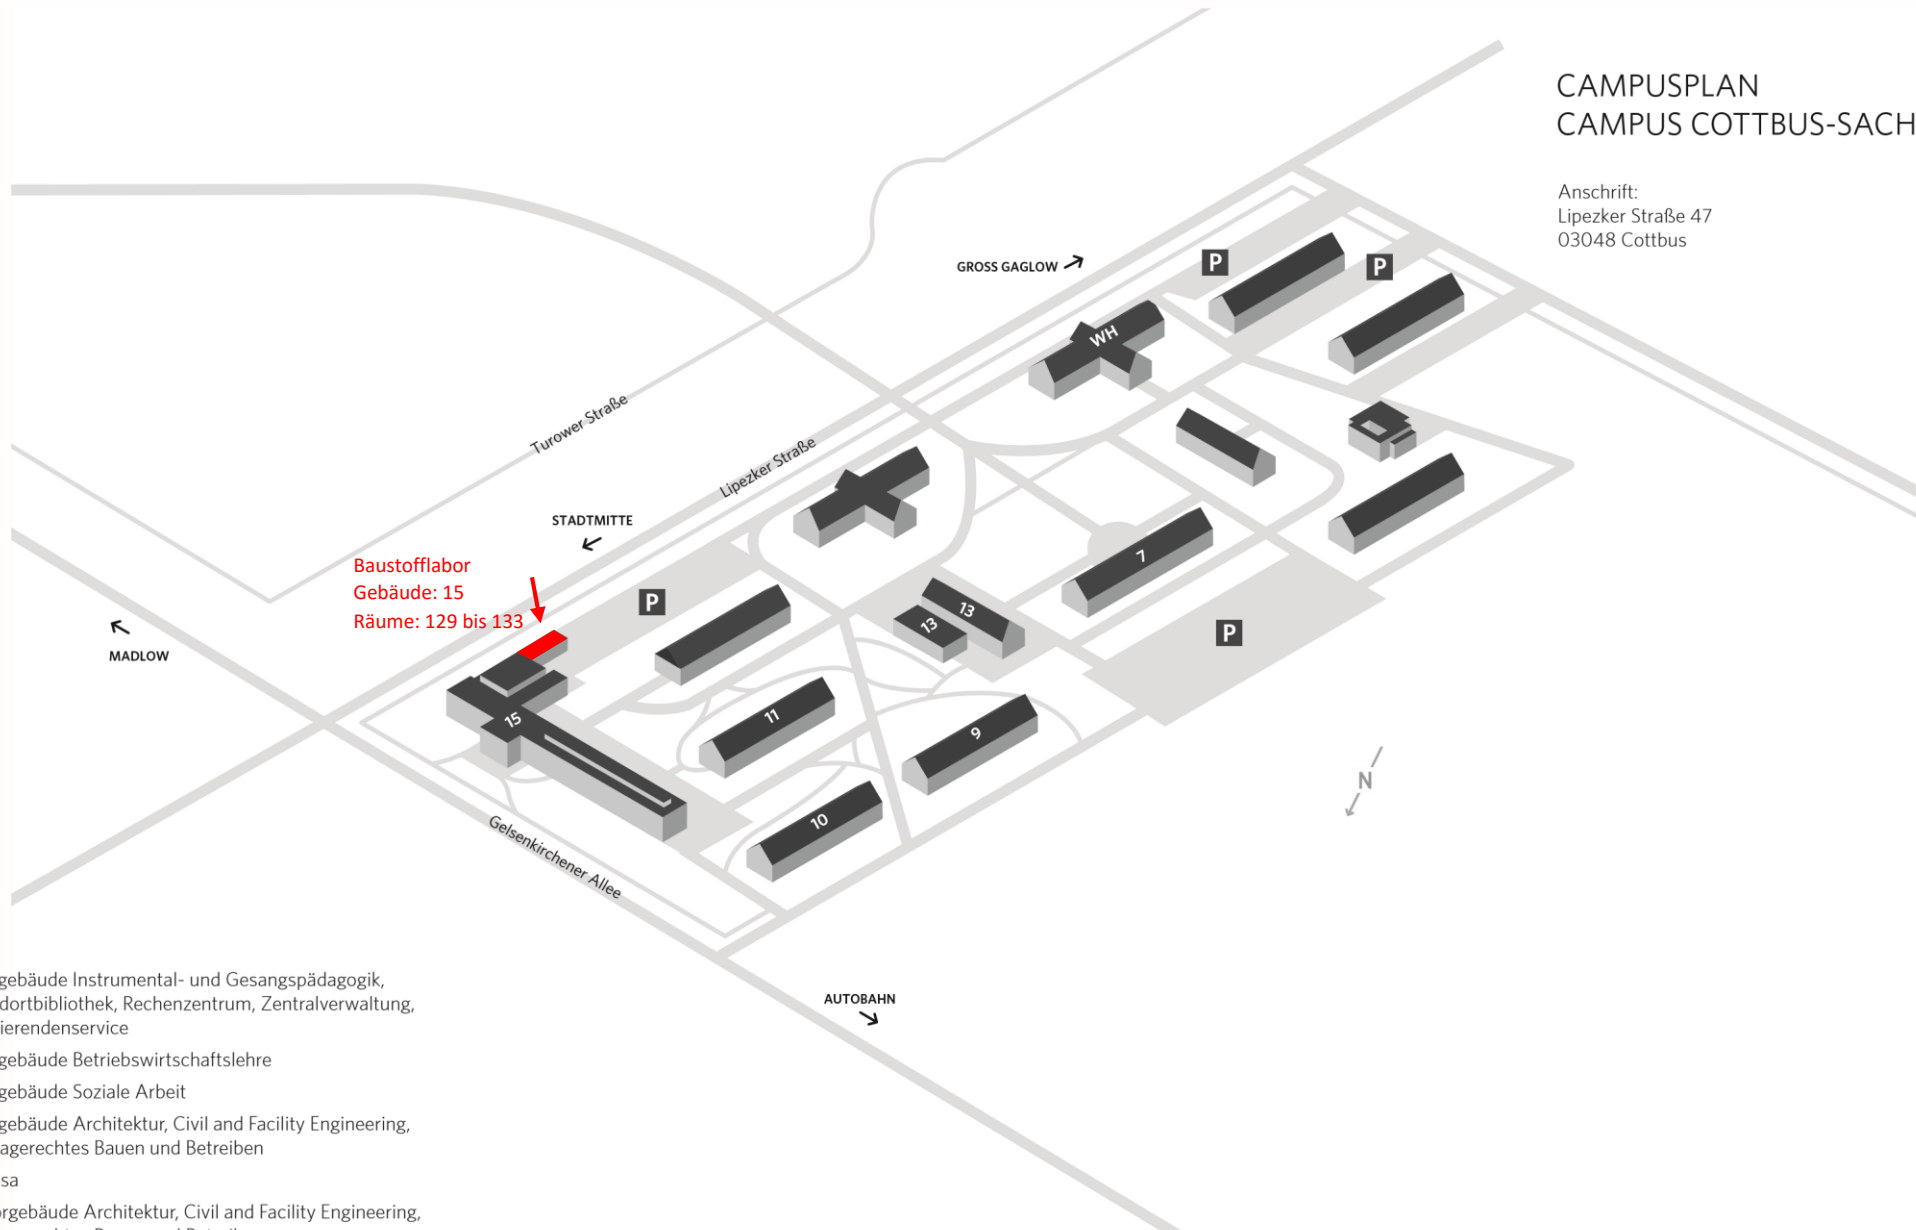 CAMPUSPLAN
CAMPUS COTTBUS-SACH
Anschrift:
Lipezker Straße 47
03048 Cottbus
GROSS GAGLOW
P
P
WH
Turower Straße
Lipezker Straße
STADTMITTE
Baustofflabor
Gebäude: 15
Räume: 129 bis 133
P
7
13
13
P
MADLOW
15
11
9
10
N
Gelsenkirchener Allee
AUTOBAHN
gebäude Instrumental- und Gesangspädagogik,
dortbibliothek, Rechenzentrum, Zentralverwaltung,
ierendenservice
gebäude Betriebswirtschaftslehre
gebäude Soziale Arbeit
gebäude Architektur, Civil and Facility Engineering,
agerechtes Bauen und Betreiben
sa
rgebäude Architektur, Civil and Facility Engineering,